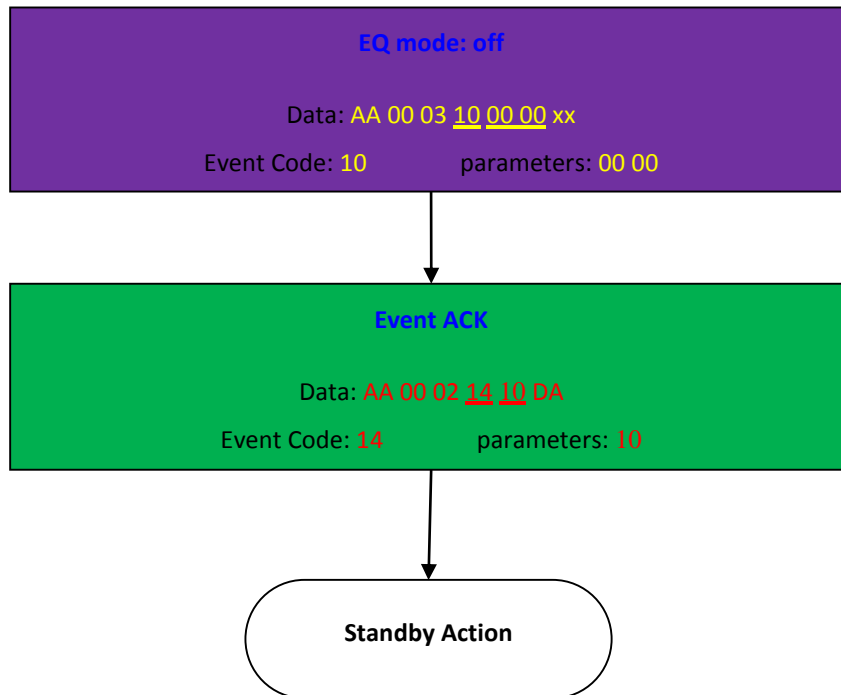 EQ mode: off
Data: AA 00 03 10 00 00 xx
Event Code: 10 parameters: 00 00
Event ACK
Data: AA 00 02 14 10 DA
Event Code: 14 parameters: 10
Standby Action